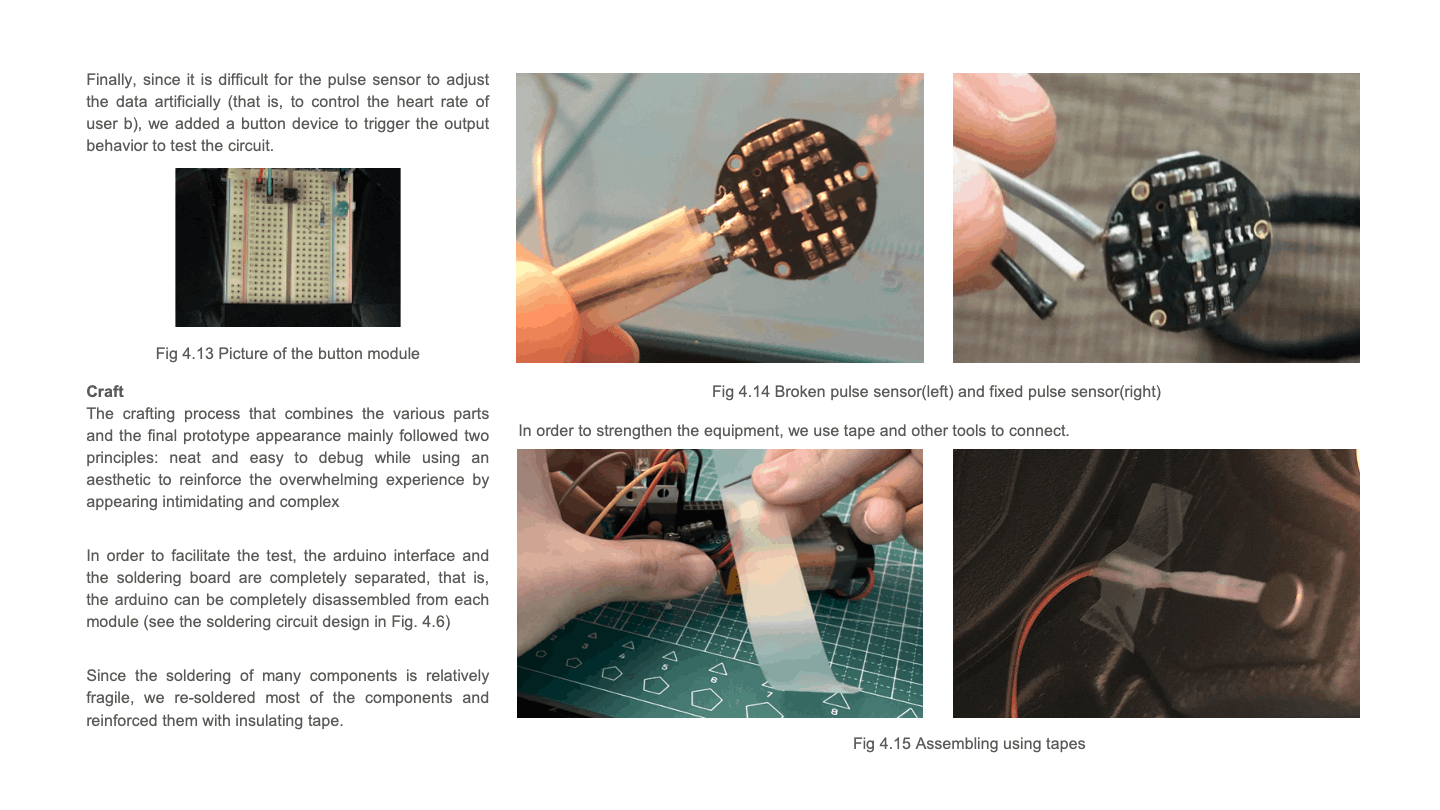 Finally, since it is difficult for the pulse sensor to adjust
the data artificially (that is, to control the heart rate of
user b), we added a button device to trigger the output
behavior to test the circuit.
Fig 4.13 Picture of the button module
Craft
The crafting process that combines the various parts
and the final prototype appearance mainly followed two
principles: neat and easy to debug while using an
aesthetic to reinforce the overwhelming experience by
appearing intimidating and complex
In order to facilitate the test, the arduino interface and
the soldering board are completely separated, that is,
the arduino can be completely disassembled from each
module (see the soldering circuit design in Fig. 4.6)
Since the soldering of many components is relatively
fragile, we re-soldered most of the components and
reinforced them with insulating tape.
Fig 4.14 Broken pulse sensor(left) and fixed pulse sensor(right)
In order to strengthen the equipment, we use tape and other tools to connect.
3
4
5
6
7
8
Fig 4.15 Assembling using tapes